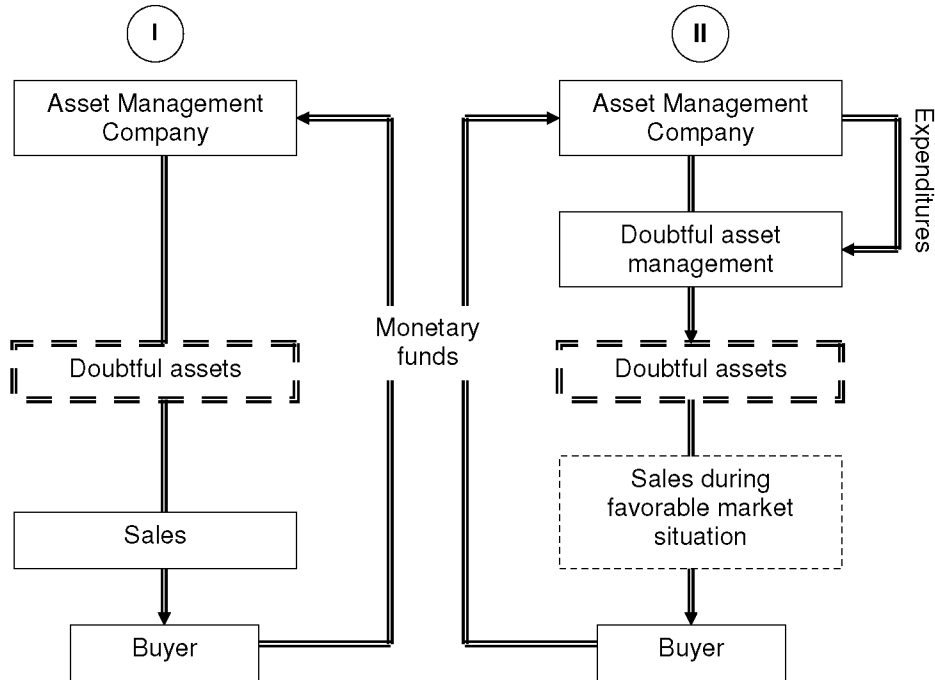 I
Asset Management
Company
Doubtful assets
Sales
Buyer
Monetary
funds
II
Asset Management
Company
Expenditures
Doubtful asset
management
Doubtful assets
Sales during
favorable market
situation
Buyer